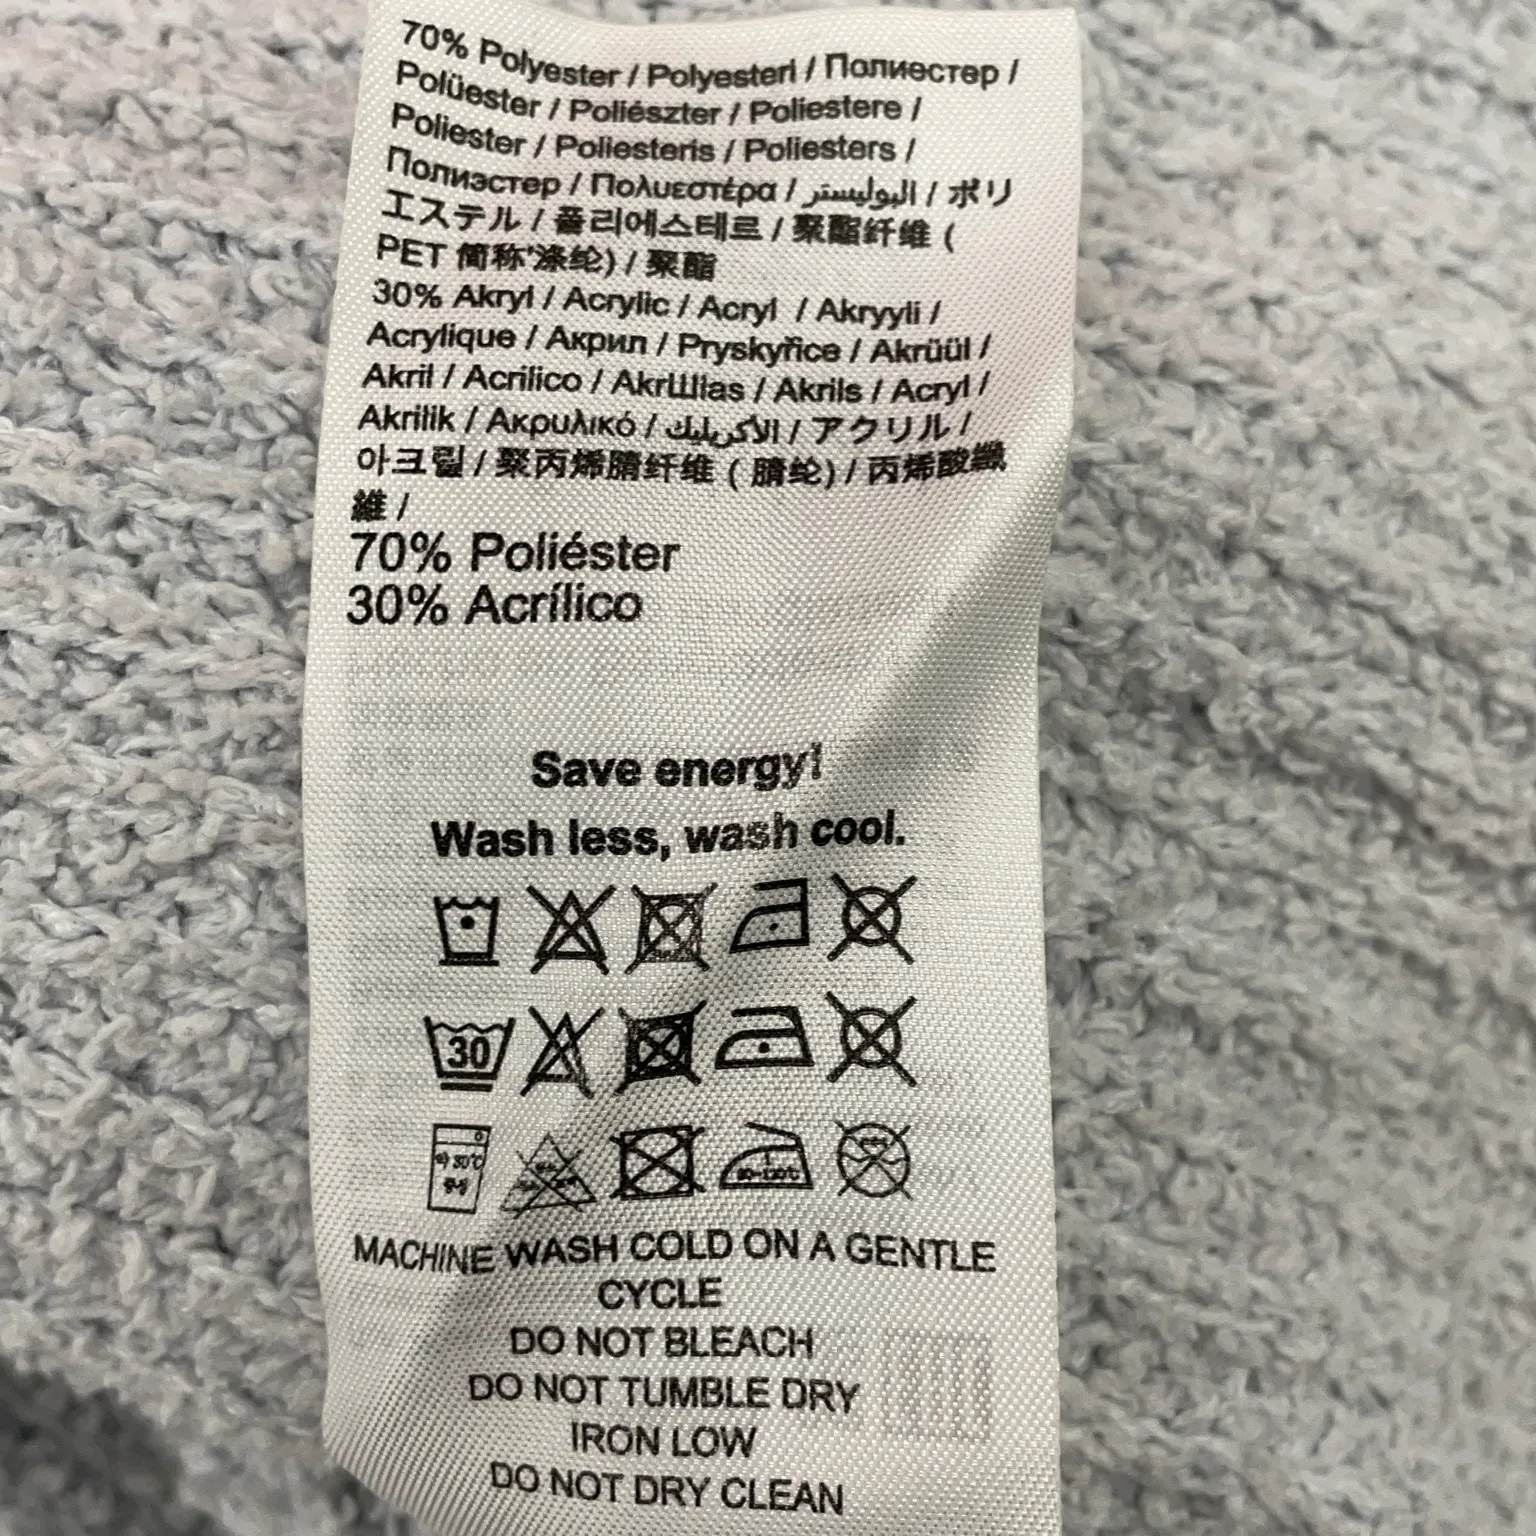 70% Polyester / Polyesteri / Полиестер /
Polüester / Poliészter / Poliestere /
Poliester / Poliesteris / Poliesters /
Полиэстер / Πολυεστέρα / البوليستر / ポリ
エステル / 폴리에스테르 / 聚酯纤维 (
PET 简称'涤纶) / 聚酯
30% Akryl / Acrylic / Acryl / Akryyli /
Acrylique / Акрил / Pryskyřice / Akrüül /
Akril / Acrilico / AkrШlias / Akrils / Acryl /
Akrilik / Ακρυλικό / الأكريليك / アクリル /
아크릴 / 聚丙烯腈纤维 ( 腈纶) / 丙烯酸纖
維 /
70% Poliéster
30% Acrílico
Save energy!
Wash less, wash cool.
30
30℃
80-120℃
MACHINE WASH COLD ON A GENTLE
CYCLE
DO NOT BLEACH
DO NOT TUMBLE DRY
IRON LOW
DO NOT DRY CLEAN